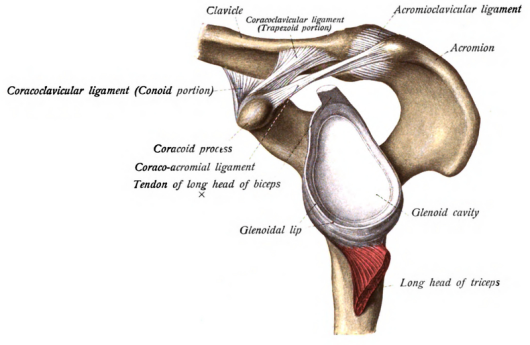 Clavicle
Coracoclavicular ligament
(Trapezoid portion)
Acromioclavicular ligament
Acromion
Coracoclavicular ligament (Conoid portion)
Coracoid process
Coraco-acromial ligament
Tendon of long head of biceps
×
Glenoidal lip
Glenoid cavity
Long head of triceps